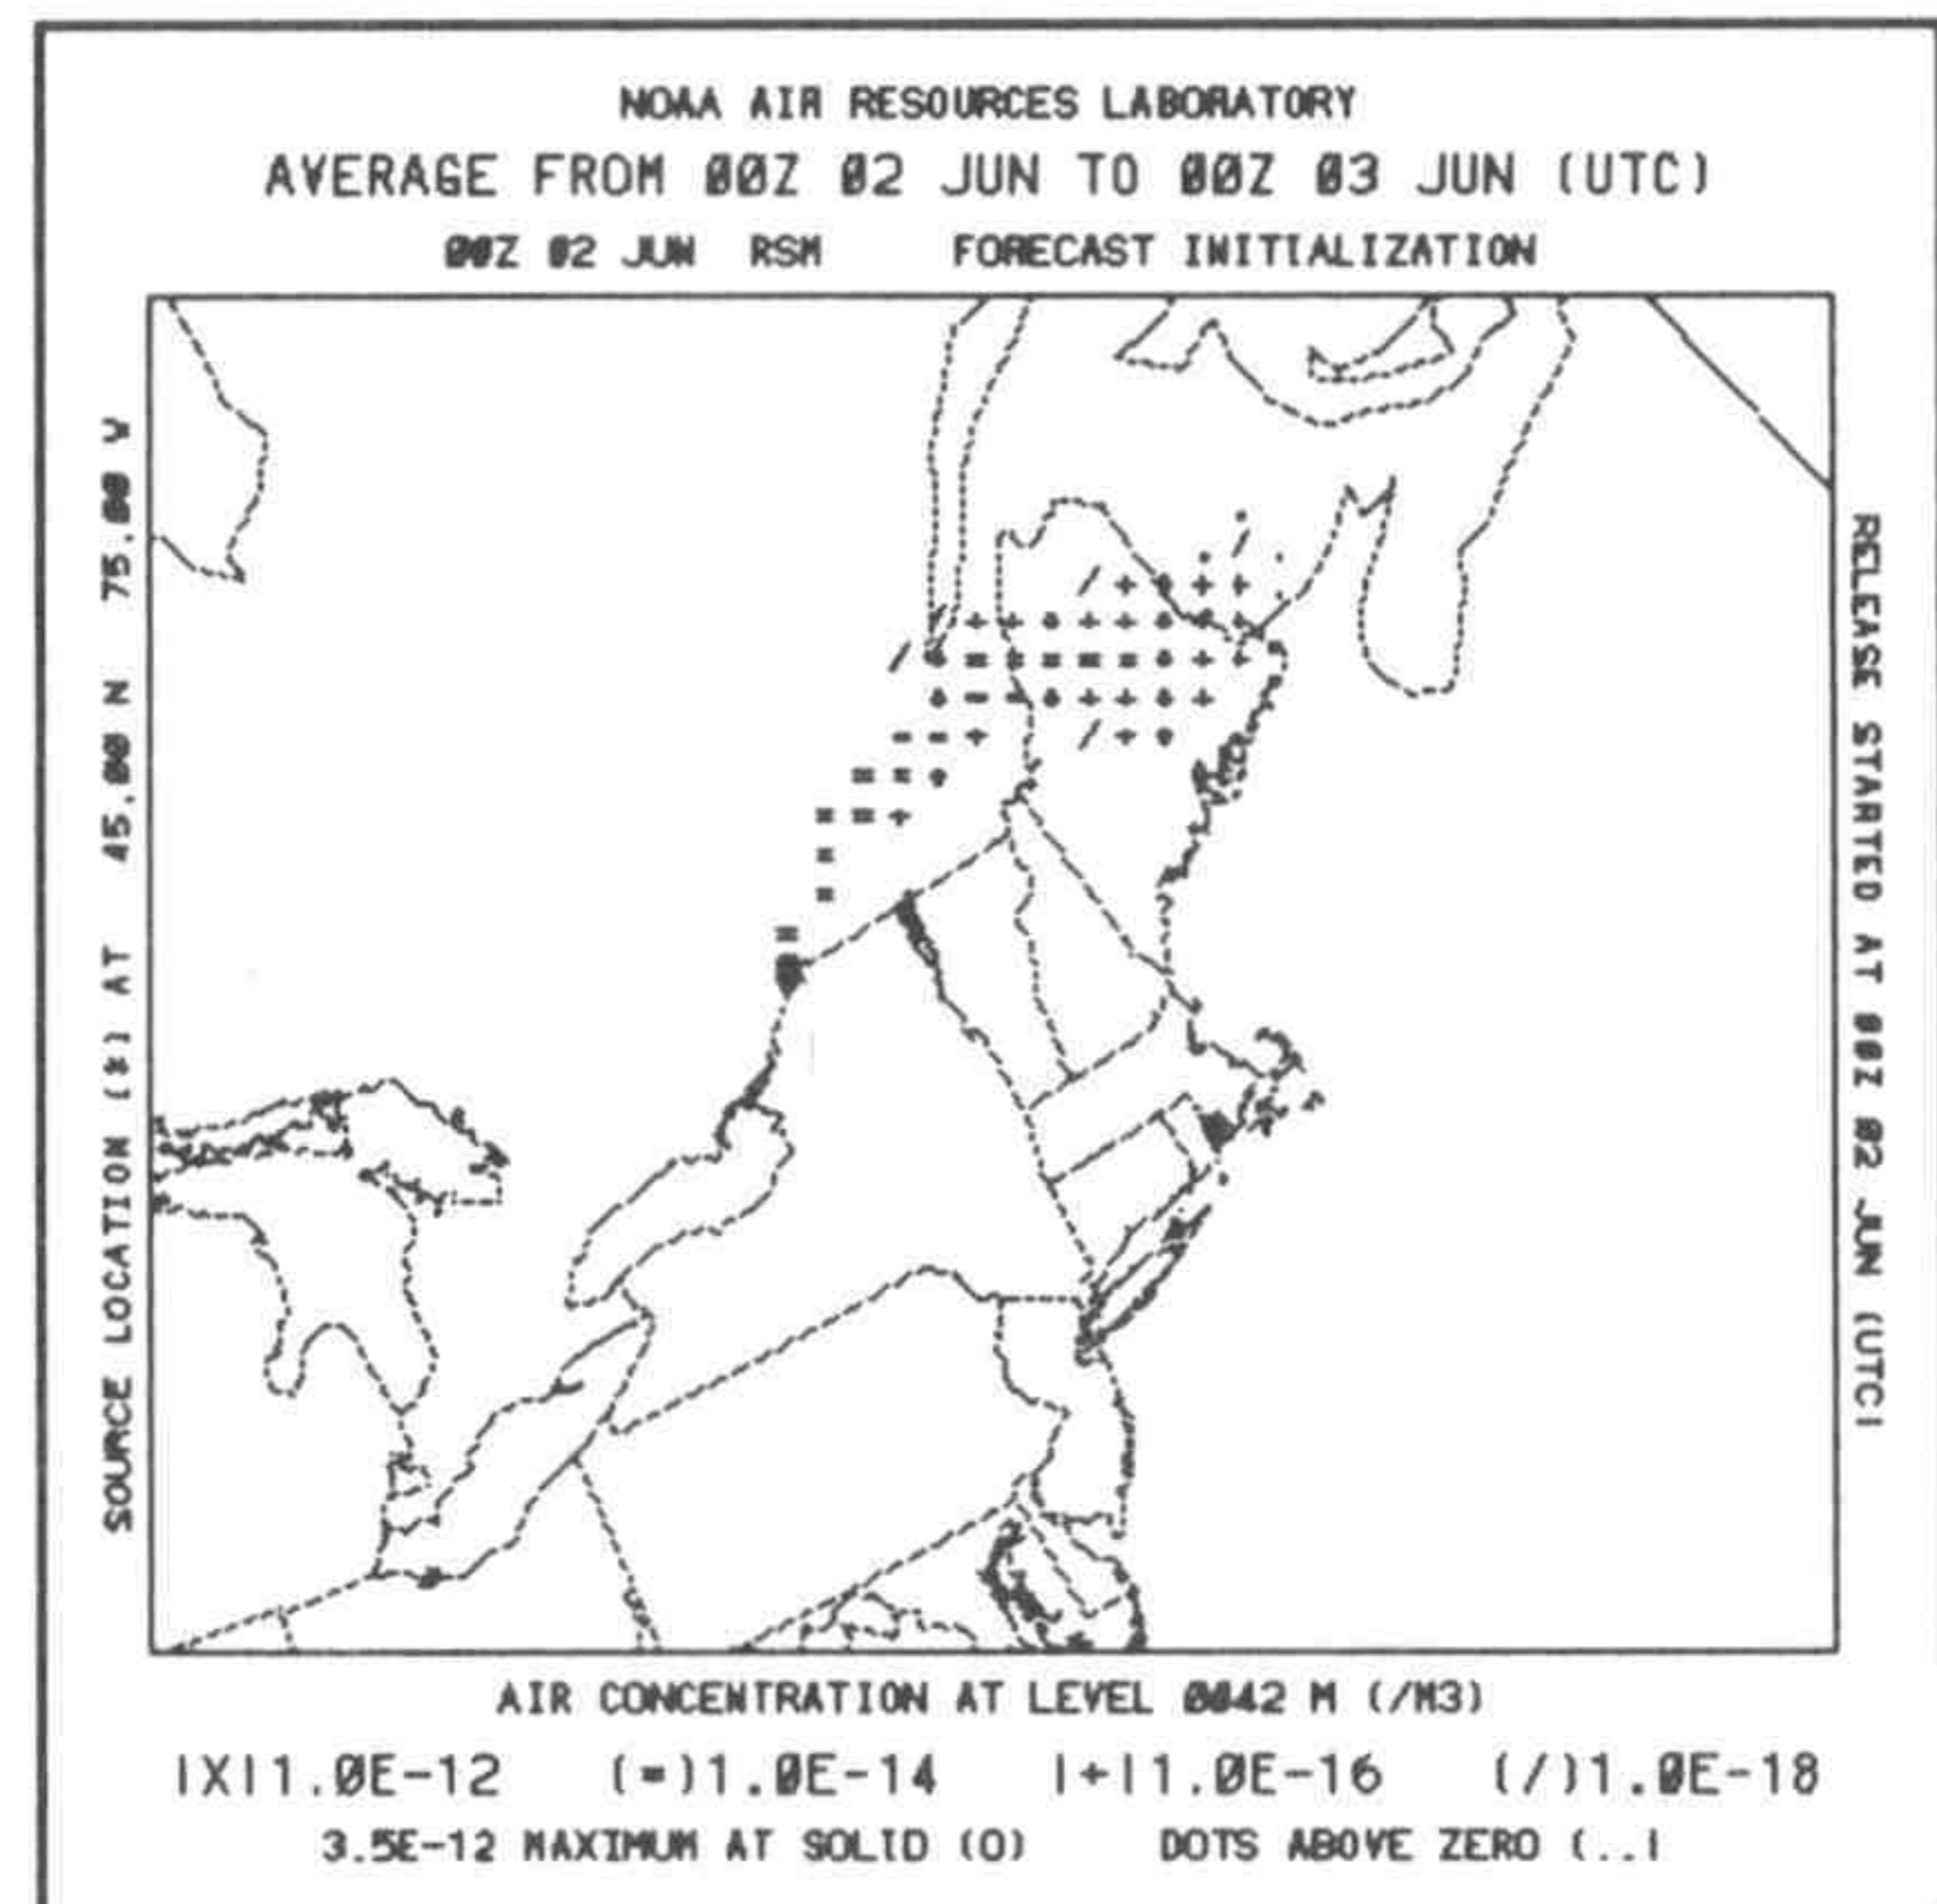 NOAA AIR RESOURCES LABORATORY
AVERAGE FROM 00Z 02 JUN TO 00Z 03 JUN (UTC)
00Z 02 JUN RSM FORECAST INITIALIZATION
SOURCE LOCATION (*) AT 45.00 N 75.00 W
RELEASE STARTED AT 00Z 02 JUN (UTC)
AIR CONCENTRATION AT LEVEL 0042 M (/M3)
(X)1.0E-12 (=)1.0E-14 (+)1.0E-16 (/)1.0E-18
3.5E-12 MAXIMUM AT SOLID (O) DOTS ABOVE ZERO (..)